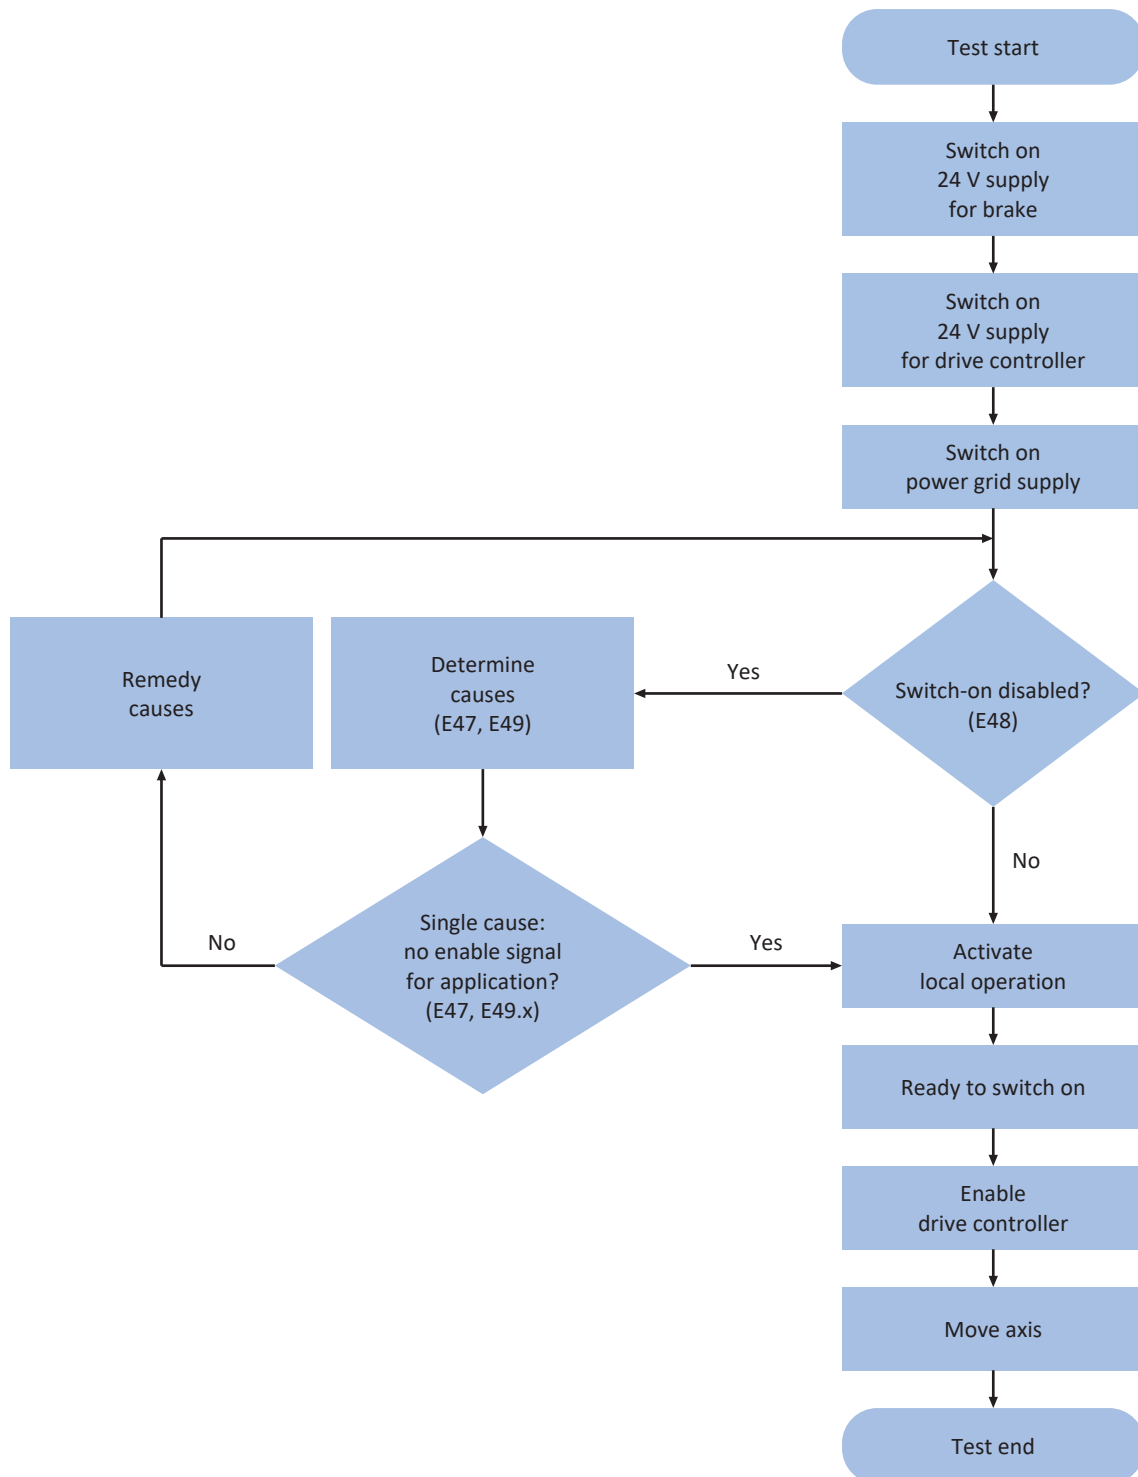 Test start
Switch on
24 V supply
for brake
Switch on
24 V supply
for drive controller
Switch on
power grid supply
Switch-on disabled?
(E48)
Yes
Determine
causes
(E47, E49)
Remedy
causes
No
Single cause:
no enable signal
for application?
(E47, E49.x)
No
Yes
Activate
local operation
Ready to switch on
Enable
drive controller
Move axis
Test end